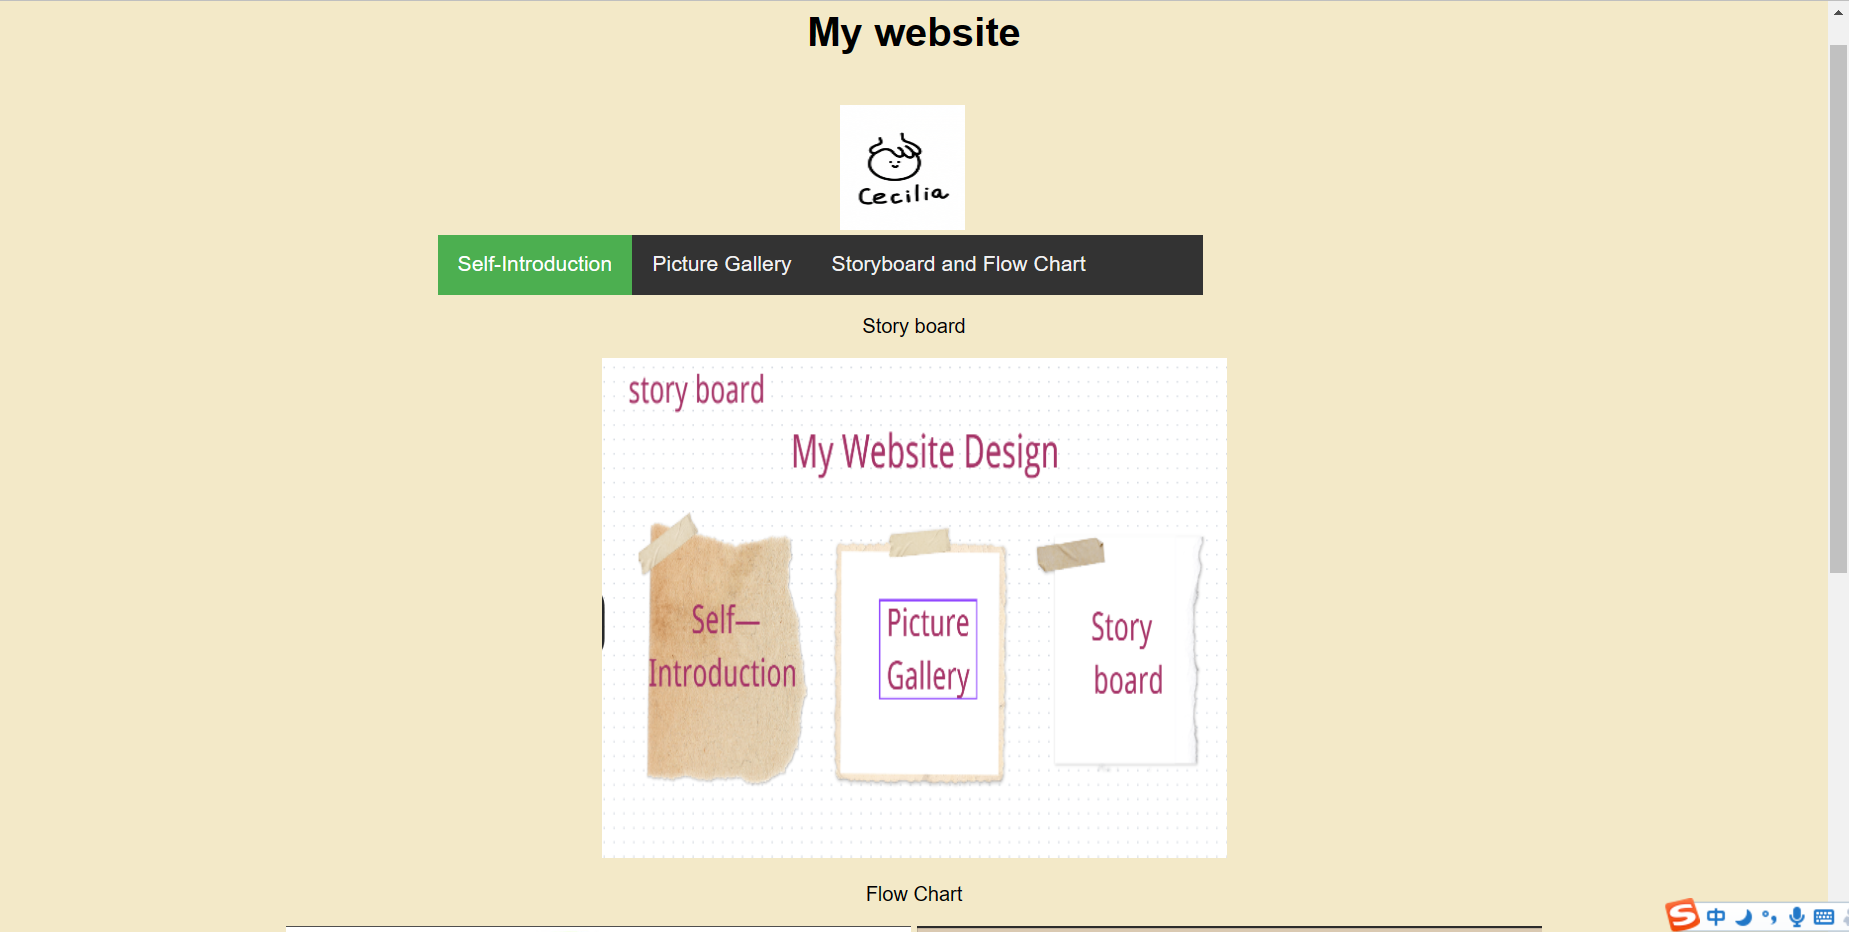 My website
Cecilia
Self-Introduction Picture Gallery Storyboard and Flow Chart
Story board
story board
My Website Design
Self—
Introduction
Picture
Gallery
Story
board
Flow Chart
S 中